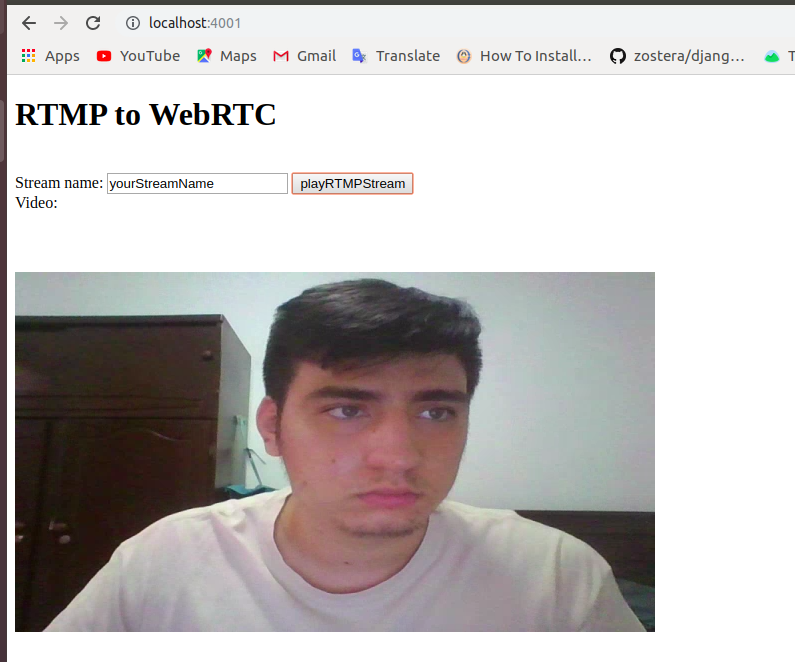 localhost:4001
Apps YouTube Maps Gmail Translate How To Install… zostera/djang… T
RTMP to WebRTC
Stream name: yourStreamName playRTMPStream
Video: